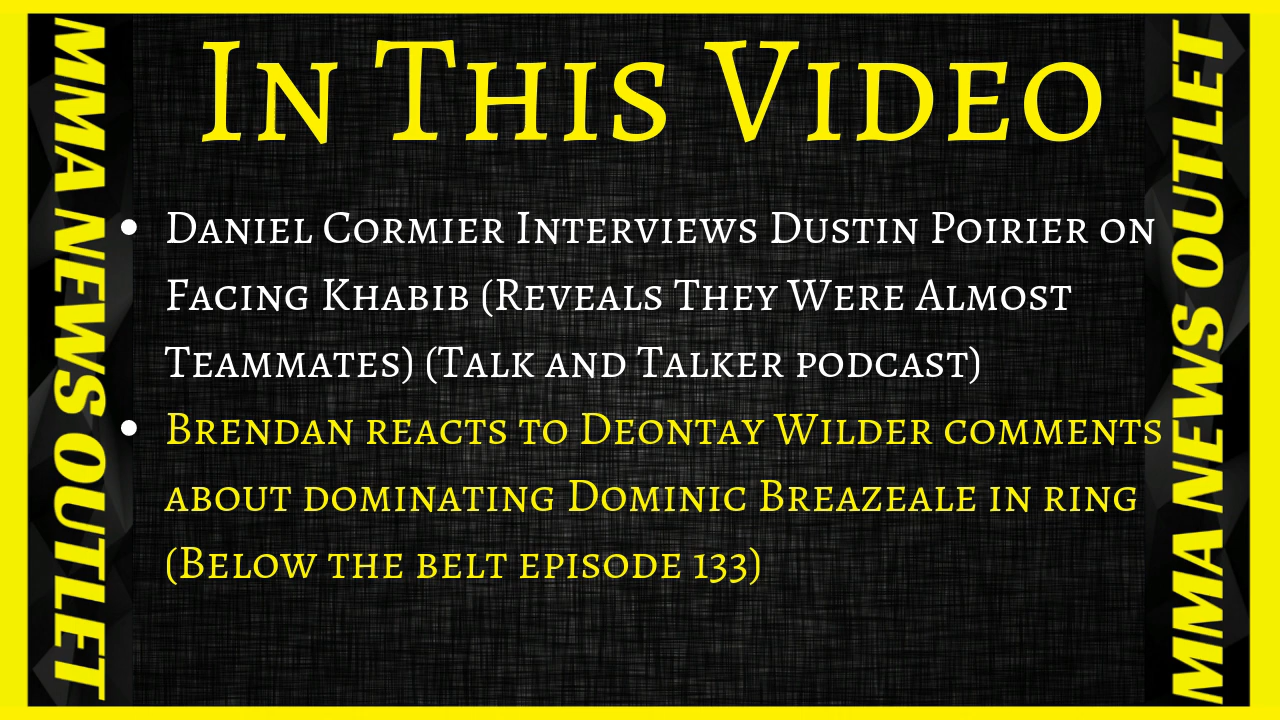 In This Video
MMA NEWS OUTLET
• Daniel Cormier Interviews Dustin Poirier on
Facing Khabib (Reveals They Were Almost
Teammates) (Talk and Talker podcast)
• Brendan reacts to Deontay Wilder comments
about dominating Dominic Breazeale in ring
(Below the belt episode 133)
MMA NEWS OUTLET